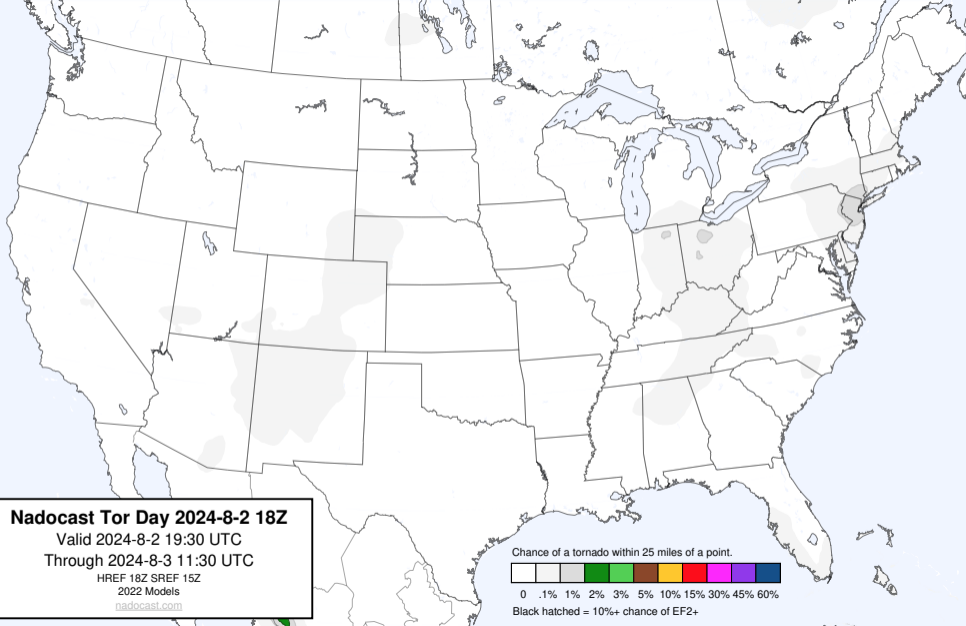 Nadocast Tor Day 2024-8-2 18Z
Valid 2024-8-2 19:30 UTC
Through 2024-8-3 11:30 UTC
HREF 18Z SREF 15Z
2022 Models
nadocast.com
Chance of a tornado within 25 miles of a point.
0 .1% 1% 2% 3% 5% 10% 15% 30% 45% 60%
Black hatched = 10%+ chance of EF2+